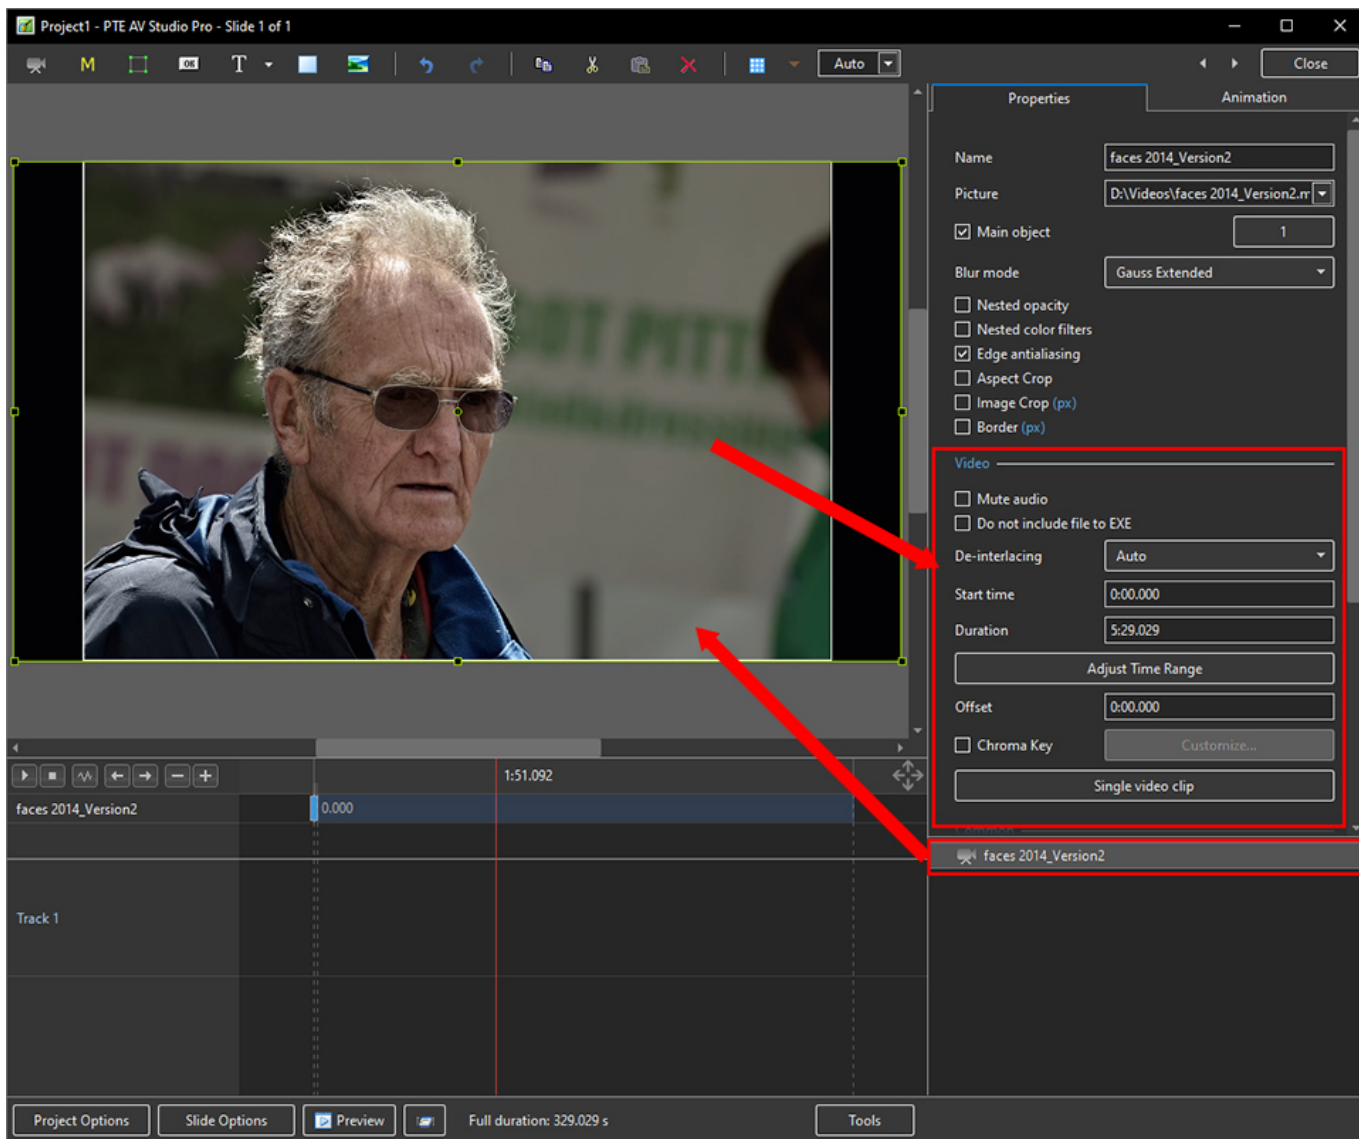 Project1 - PTE AV Studio Pro - Slide 1 of 1
M OK T Auto Close
Properties Animation
Name faces 2014_Version2
Picture D:\Videos\faces 2014_Version2.m
Main object 1
Blur mode Gauss Extended
Nested opacity
Nested color filters
Edge antialiasing
Aspect Crop
Image Crop (px)
Border (px)
Video
Mute audio
Do not include file to EXE
De-interlacing Auto
Start time 0:00.000
Duration 5:29.029
Adjust Time Range
Offset 0:00.000
Chroma Key Customize...
Single video clip
Common
faces 2014_Version2
1:51.092
faces 2014_Version2 0.000
Track 1
Project Options Slide Options Preview Full duration: 329.029 s Tools